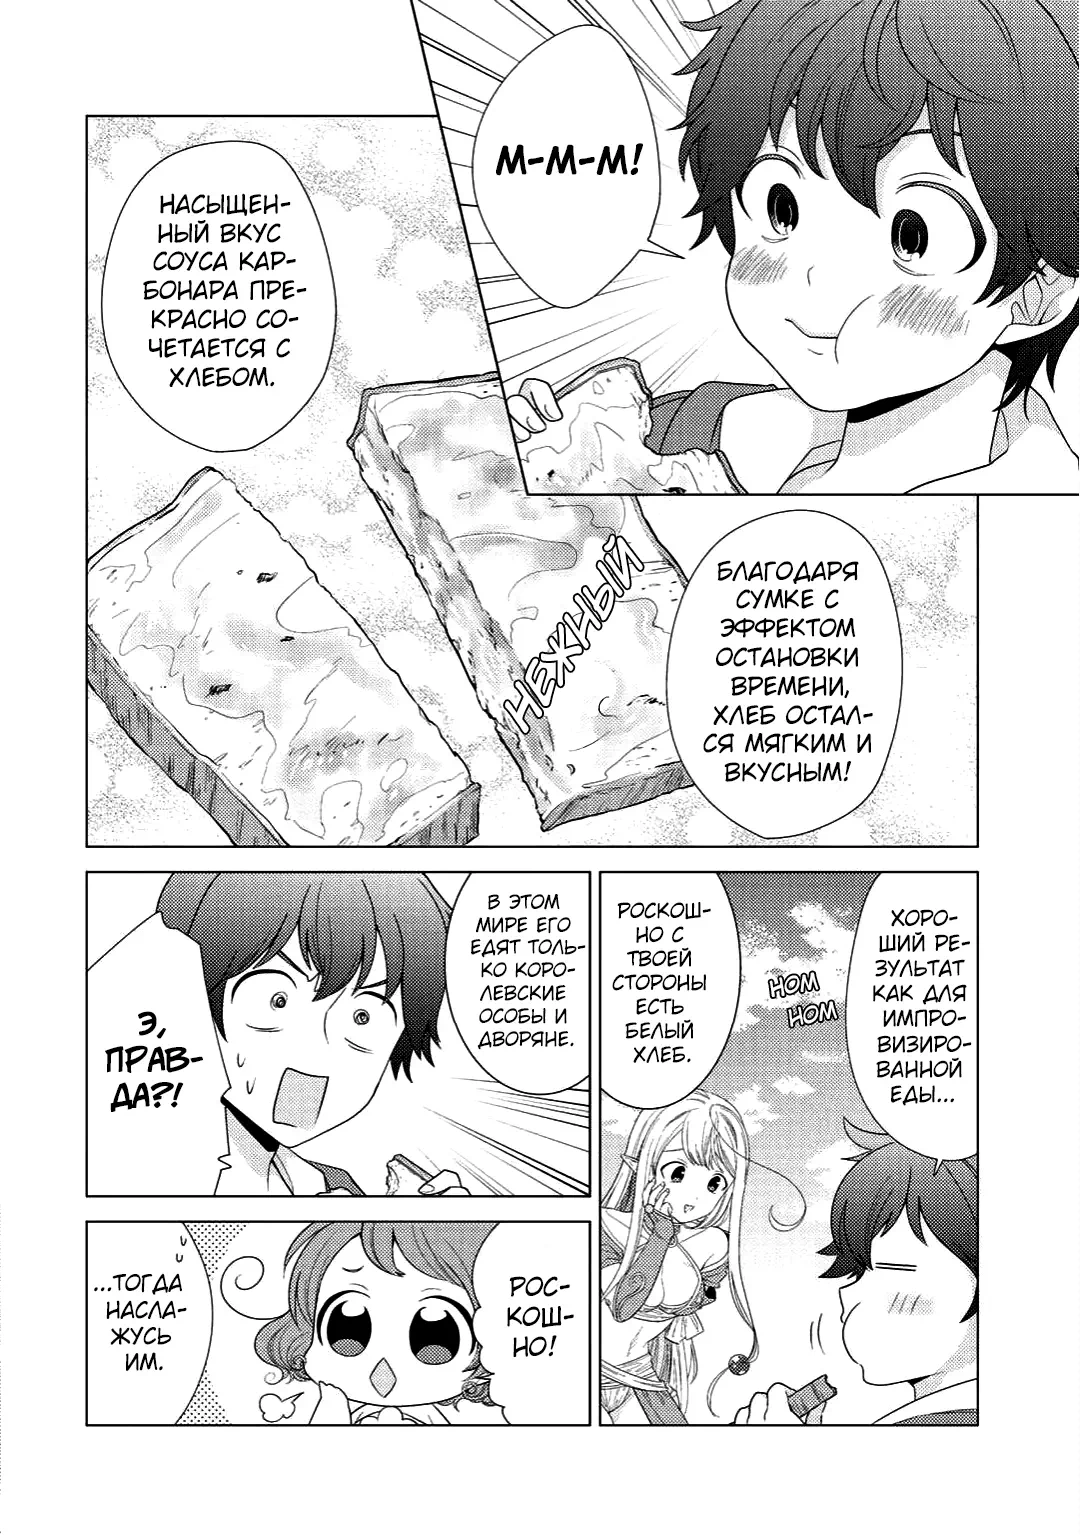 М-М-М!
НАСЫЩЕН-
НЫЙ ВКУС
СОУСА КАР-
БОНАРА ПРЕ-
КРАСНО СО-
ЧЕТАЕТСЯ С
ХЛЕБОМ.
НЕЖНЫЙ
БЛАГОДАРЯ
СУМКЕ С
ЭФФЕКТОМ
ОСТАНОВКИ
ВРЕМЕНИ,
ХЛЕБ ОСТАЛ-
СЯ МЯГКИМ И
ВКУСНЫМ!
ХОРО-
ШИЙ РЕ-
ЗУЛЬТАТ
КАК ДЛЯ
ИМПРО-
ВИЗИРО-
ВАННОЙ
ЕДЫ...
НОМ
НОМ
РОСКОШ-
НО С
ТВОЕЙ
СТОРОНЫ
ЕСТЬ
БЕЛЫЙ
ХЛЕБ.
В ЭТОМ
МИРЕ ЕГО
ЕДЯТ ТОЛЬ-
КО КОРО-
ЛЕВСКИЕ
ОСОБЫ И
ДВОРЯНЕ.
Э,
ПРАВ-
ДА?!
РОС-
КОШ-
НО!
...ТОГДА
НАСЛА-
ЖУСЬ
ИМ.